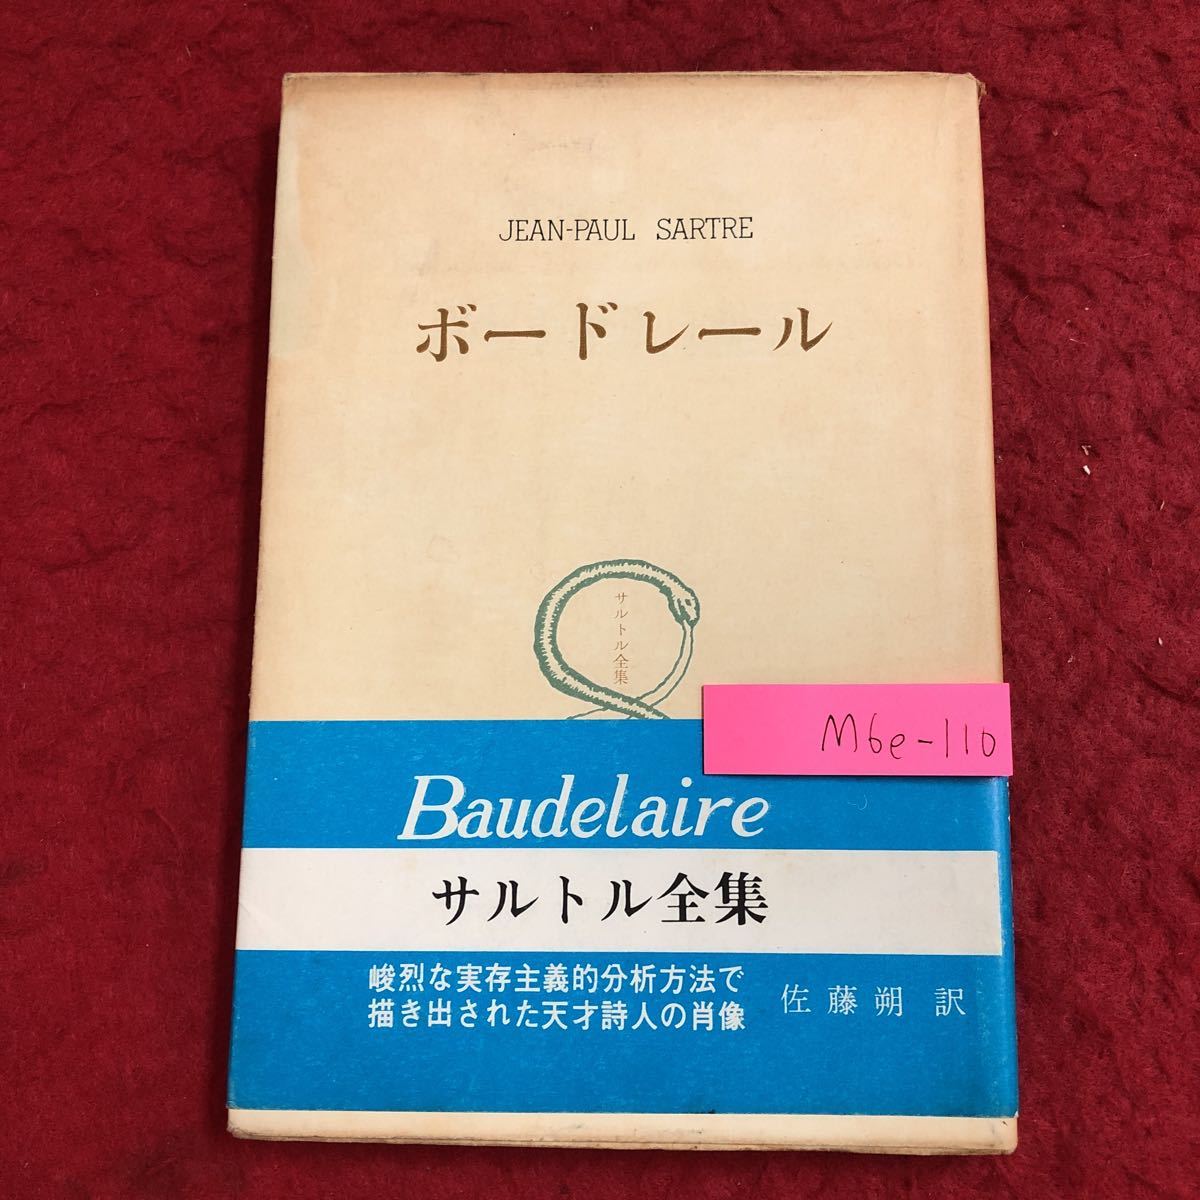 JEAN-PAUL SARTRE
ボードレール
サルトル全集
M6e-110
Baudelaire
サルトル全集
峻烈な実存主義的分析方法で
描き出された天才詩人の肖像
佐藤朔 訳